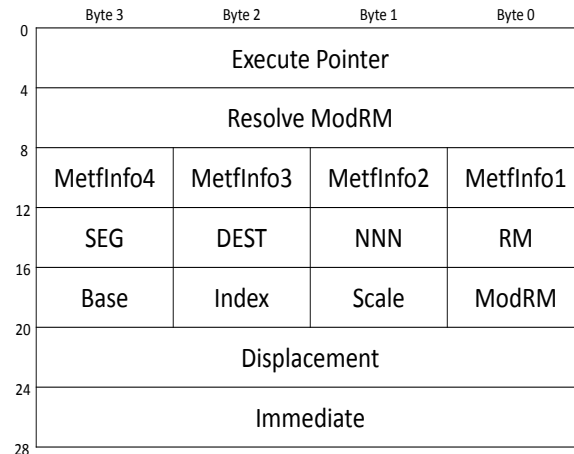 Byte 3 Byte 2 Byte 1 Byte 0
0
Execute Pointer
4
Resolve ModRM
8
MetfInfo4 MetfInfo3 MetfInfo2 MetfInfo1
12
SEG DEST NNN RM
16
Base Index Scale ModRM
20
Displacement
24
Immediate
28